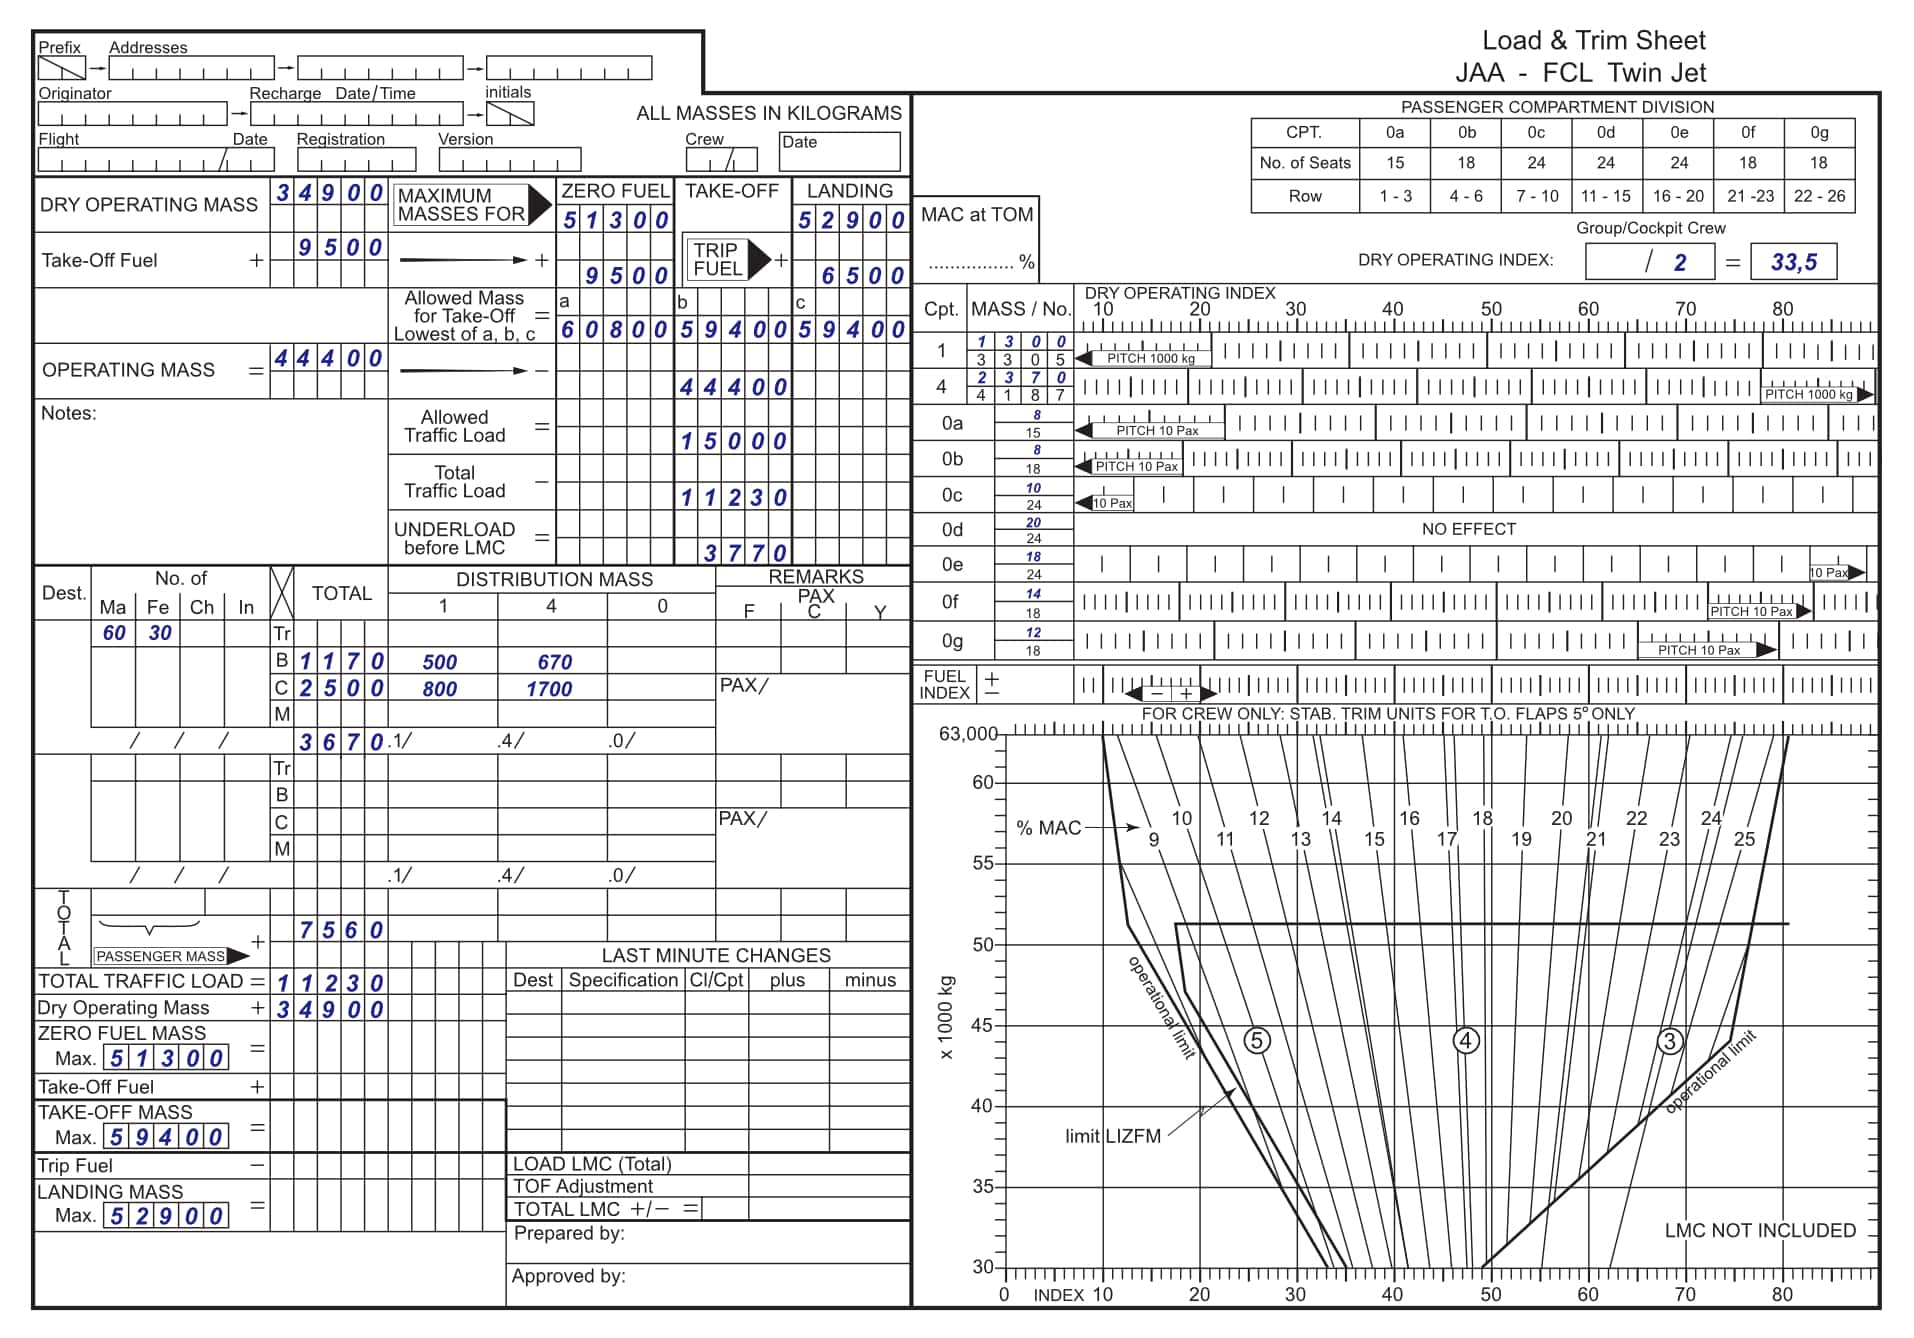 Load & Trim Sheet
JAA - FCL Twin Jet
Prefix Addresses
Originator Recharge Date/Time initials
ALL MASSES IN KILOGRAMS
Flight Date Registration Version Crew Date
DRY OPERATING MASS 34900 MAXIMUM MASSES FOR ZERO FUEL TAKE-OFF LANDING
51300 52900
Take-Off Fuel + 9500 + TRIP FUEL +
9500 6500
Allowed Mass for Take-Off Lowest of a, b, c = a b c
60800 59400 59400
OPERATING MASS = 44400 −
44400
Notes:
Allowed Traffic Load = 15000
Total Traffic Load − 11230
UNDERLOAD before LMC = 3770
Dest. No. of TOTAL DISTRIBUTION MASS REMARKS
Ma Fe Ch In 1 4 0 PAX
F C Y
60 30 Tr
B 1170 500 670
C 2500 800 1700 PAX/
M
/ / / 3670 .1/ .4/ .0/
Tr
B
C PAX/
M
/ / / .1/ .4/ .0/
TOTAL
7560
PASSENGER MASS +
LAST MINUTE CHANGES
TOTAL TRAFFIC LOAD = 11230
Dest Specification Cl/Cpt plus minus
Dry Operating Mass + 34900
ZERO FUEL MASS
Max. 51300 =
Take-Off Fuel +
TAKE-OFF MASS
Max. 59400 =
Trip Fuel −
LANDING MASS
Max. 52900 =
LOAD LMC (Total)
TOF Adjustment
TOTAL LMC +/− =
Prepared by:
Approved by:
PASSENGER COMPARTMENT DIVISION
CPT. 0a 0b 0c 0d 0e 0f 0g
No. of Seats 15 18 24 24 24 18 18
Row 1 - 3 4 - 6 7 - 10 11 - 15 16 - 20 21 -23 22 - 26
MAC at TOM
................ %
Group/Cockpit Crew
DRY OPERATING INDEX: / 2 = 33,5
Cpt. MASS / No. DRY OPERATING INDEX
10 20 30 40 50 60 70 80
1 1300
3305 PITCH 1000 kg
4 2370
4187 PITCH 1000 kg
0a 8
15 PITCH 10 Pax
0b 8
18 PITCH 10 Pax
0c 10
24 10 Pax
0d 20
24 NO EFFECT
0e 18
24 10 Pax
0f 14
18 PITCH 10 Pax
0g 12
18 PITCH 10 Pax
FUEL INDEX + − − +
FOR CREW ONLY: STAB. TRIM UNITS FOR T.O. FLAPS 5° ONLY
63,000
60
% MAC
10 12 14 16 18 20 22 24
9 11 13 15 17 19 21 23 25
55
50
operational limit
x 1000 kg
45
5 4 3
operational limit
40
limit LIZFM
35
LMC NOT INCLUDED
30
0 INDEX 10 20 30 40 50 60 70 80